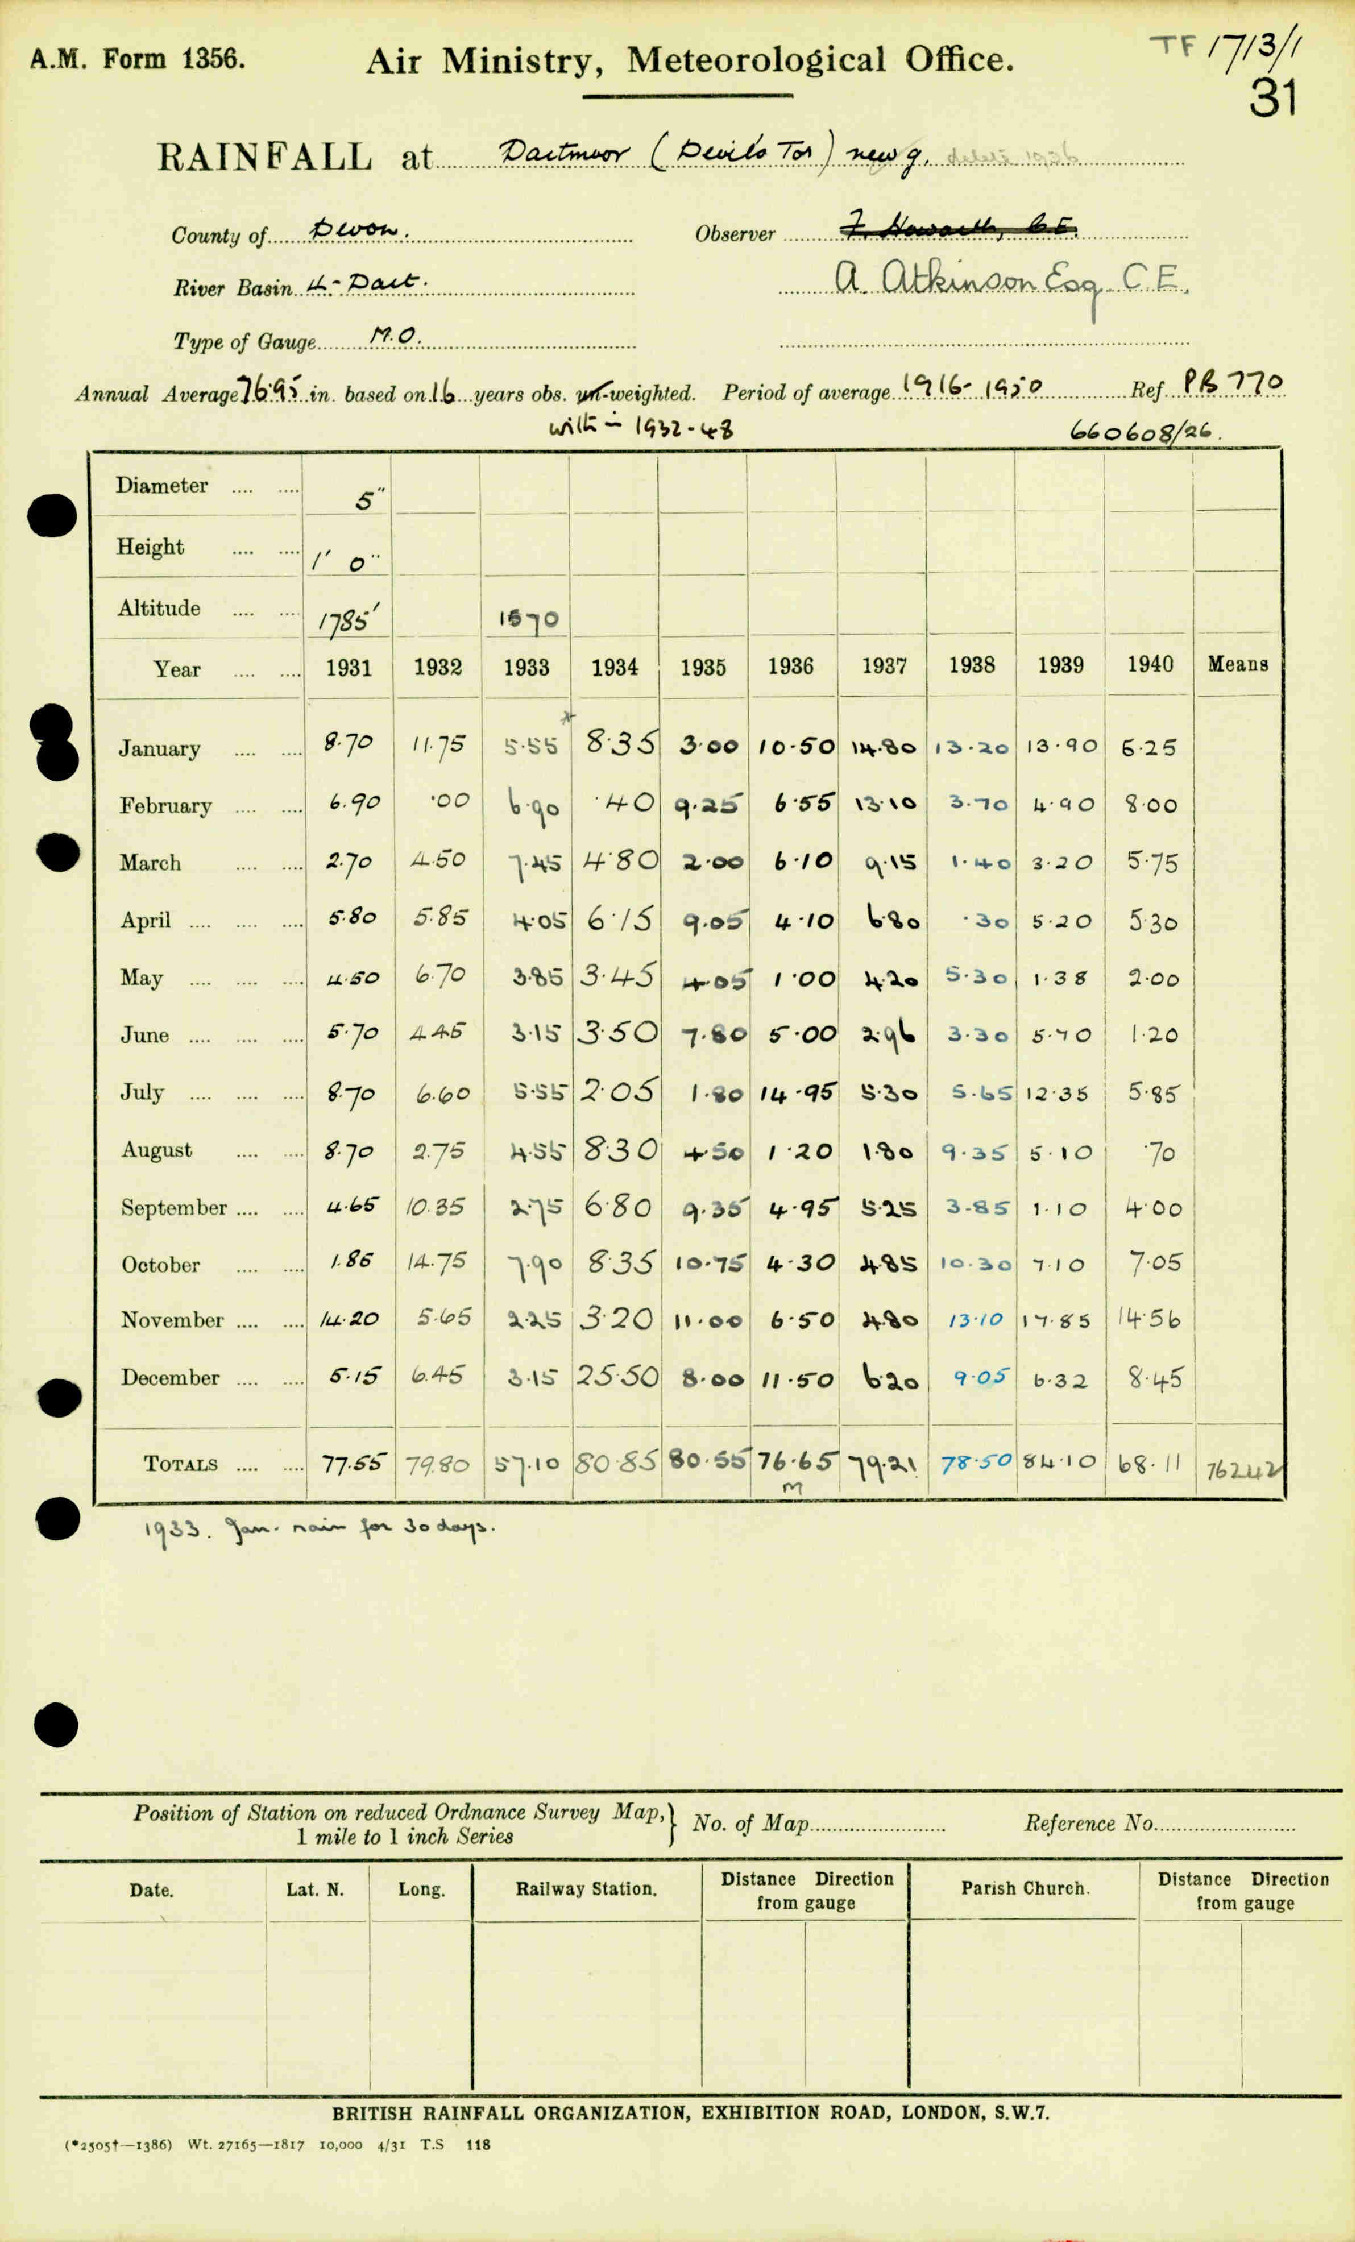 A.M. Form 1356.
Air Ministry, Meteorological Office.
TF 1713/1
31
RAINFALL at Dartmoor (Devil's Tor) new g.
County of Devon.
Observer F. Howarth, C.E.
River Basin 4 - Dart.
A. Atkinson Esq. C.E.
Type of Gauge M.O.
Annual Average 76.95 in. based on 16 years obs. un-weighted. Period of average 1916-1950 Ref. PB 770
with - 1932-48
660608/26.
Diameter .... .... 5"
Height .... .... 1' 0"
Altitude .... .... 1785' 1570
Year .... .... 1931 1932 1933 1934 1935 1936 1937 1938 1939 1940 Means
January .... .... 8.70 11.75 5.55* 8.35 3.00 10.50 14.80 13.20 13.90 6.25
February .... .... 6.90 .00 6.90 .40 9.25 6.55 13.10 3.70 4.90 8.00
March .... .... 2.70 4.50 7.45 4.80 2.00 6.10 9.15 1.40 3.20 5.75
April .... .... .... 5.80 5.85 4.05 6.15 9.05 4.10 6.80 .30 5.20 5.30
May .... .... .... 4.50 6.70 3.85 3.45 4.05 1.00 4.20 5.30 1.38 2.00
June .... .... .... 5.70 4.45 3.15 3.50 7.80 5.00 2.96 3.30 5.70 1.20
July .... .... .... 8.70 6.60 5.55 2.05 1.80 14.95 5.30 5.65 12.35 5.85
August .... .... 8.70 2.75 4.55 8.30 4.50 1.20 1.80 9.35 5.10 .70
September .... .... 4.65 10.35 2.75 6.80 9.35 4.95 5.25 3.85 1.10 4.00
October .... .... 1.85 14.75 7.90 8.35 10.75 4.30 4.85 10.30 7.10 7.05
November .... .... 14.20 5.65 2.25 3.20 11.00 6.50 4.80 13.10 17.85 14.56
December .... .... 5.15 6.45 3.15 25.50 8.00 11.50 6.20 9.05 6.32 8.45
TOTALS .... .... 77.55 79.80 57.10 80.85 80.55 76.65 79.21 78.50 84.10 68.11 76242
M
1933. Jan. rain for 30 days.
Position of Station on reduced Ordnance Survey Map,} No. of Map Reference No.
1 mile to 1 inch Series
Date. Lat. N. Long. Railway Station. Distance Direction from gauge Parish Church. Distance Direction from gauge
BRITISH RAINFALL ORGANIZATION, EXHIBITION ROAD, LONDON, S.W.7.
(*2505†—1386) Wt. 27165—1817 10,000 4/31 T.S 118